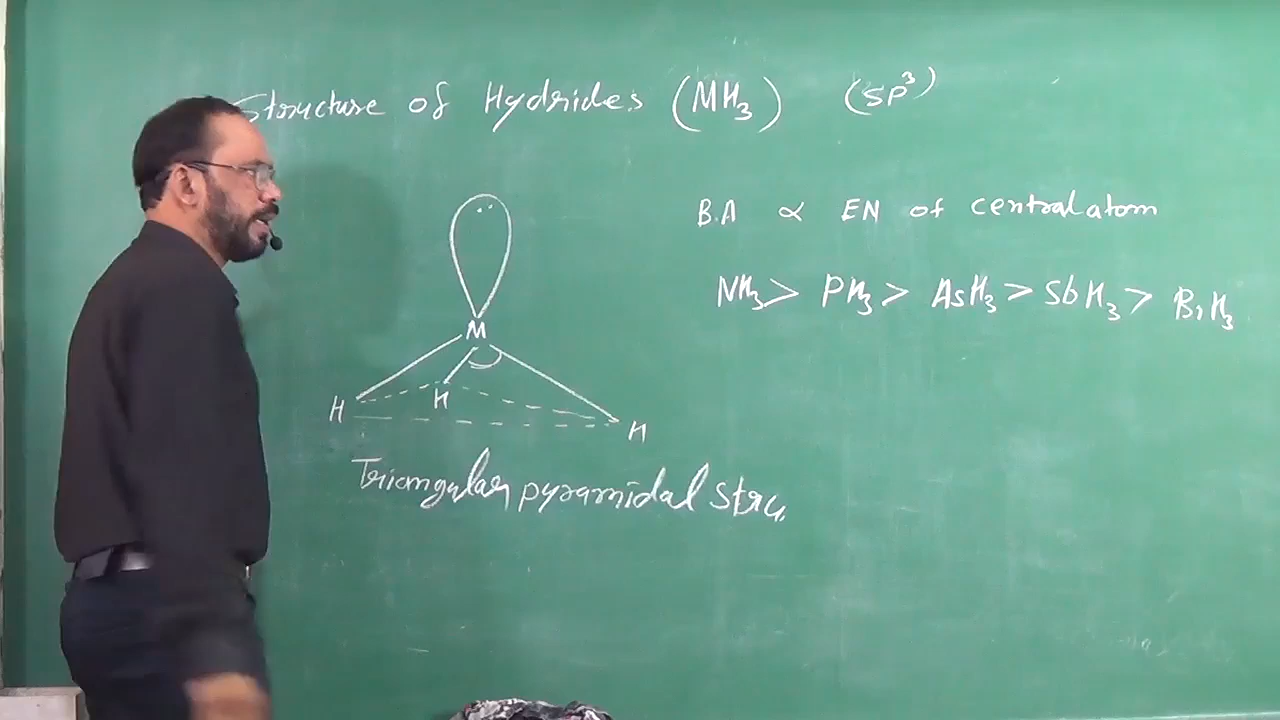 Structure of Hydrides (MH3) (SP³)
B.A ∝ EN of central atom
NH3 > PH3 > AsH3 > SbH3 > BiH3
M
H
H
H
Triangular pyramidal stru.